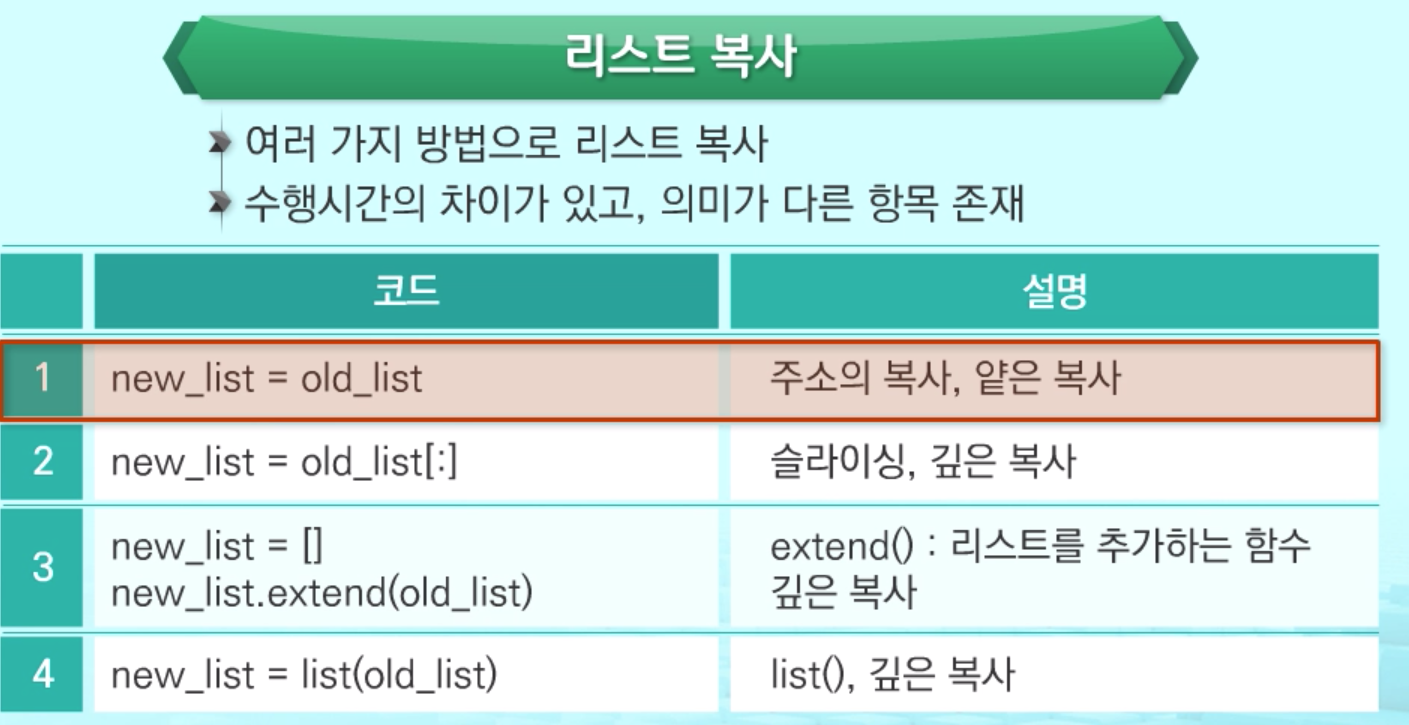 리스트 복사
여러 가지 방법으로 리스트 복사
수행시간의 차이가 있고, 의미가 다른 항목 존재
코드 설명
1 new_list = old_list 주소의 복사, 얕은 복사
2 new_list = old_list[:] 슬라이싱, 깊은 복사
3 new_list = [] extend() : 리스트를 추가하는 함수
new_list.extend(old_list) 깊은 복사
4 new_list = list(old_list) list(), 깊은 복사